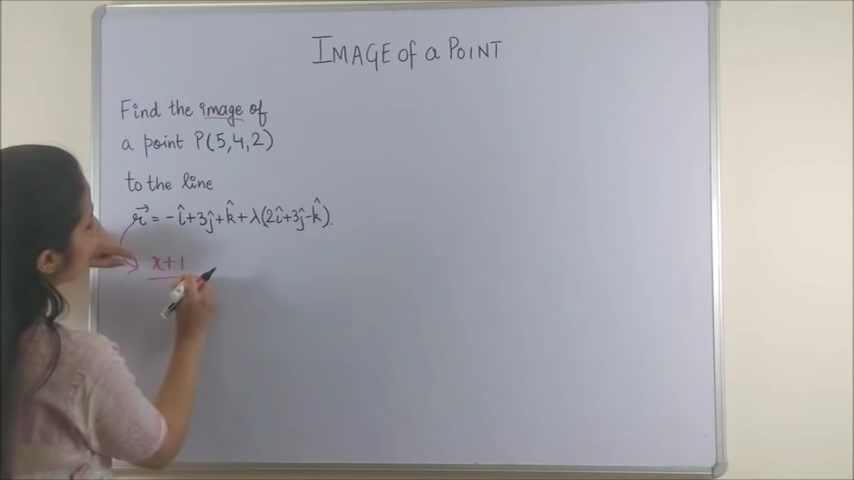 IMAGE of a POINT
Find the image of
a point P(5,4,2)
to the line
r⃗ = -î+3ĵ+k̂+λ(2î+3ĵ-k̂).
x+1